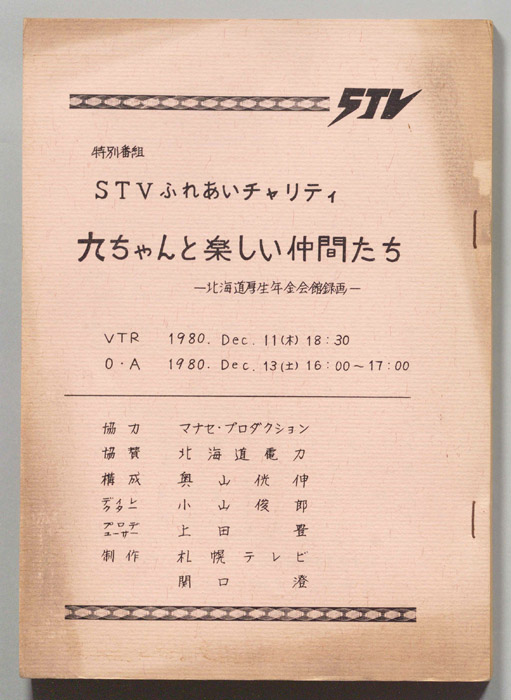 STV
特別番組
STVふれあいチャリティ
九ちゃんと楽しい仲間たち
―北海道厚生年金会館録画―
VTR 1980. Dec. 11(木) 18:30
O・A 1980. Dec. 13(土) 16:00～17:00
協力 マナセ・プロダクション
協賛 北海道電力
構成 奥山侊伸
ディレクター 小山俊郎
プロデューサー 上田豊
制作 札幌テレビ
関口澄